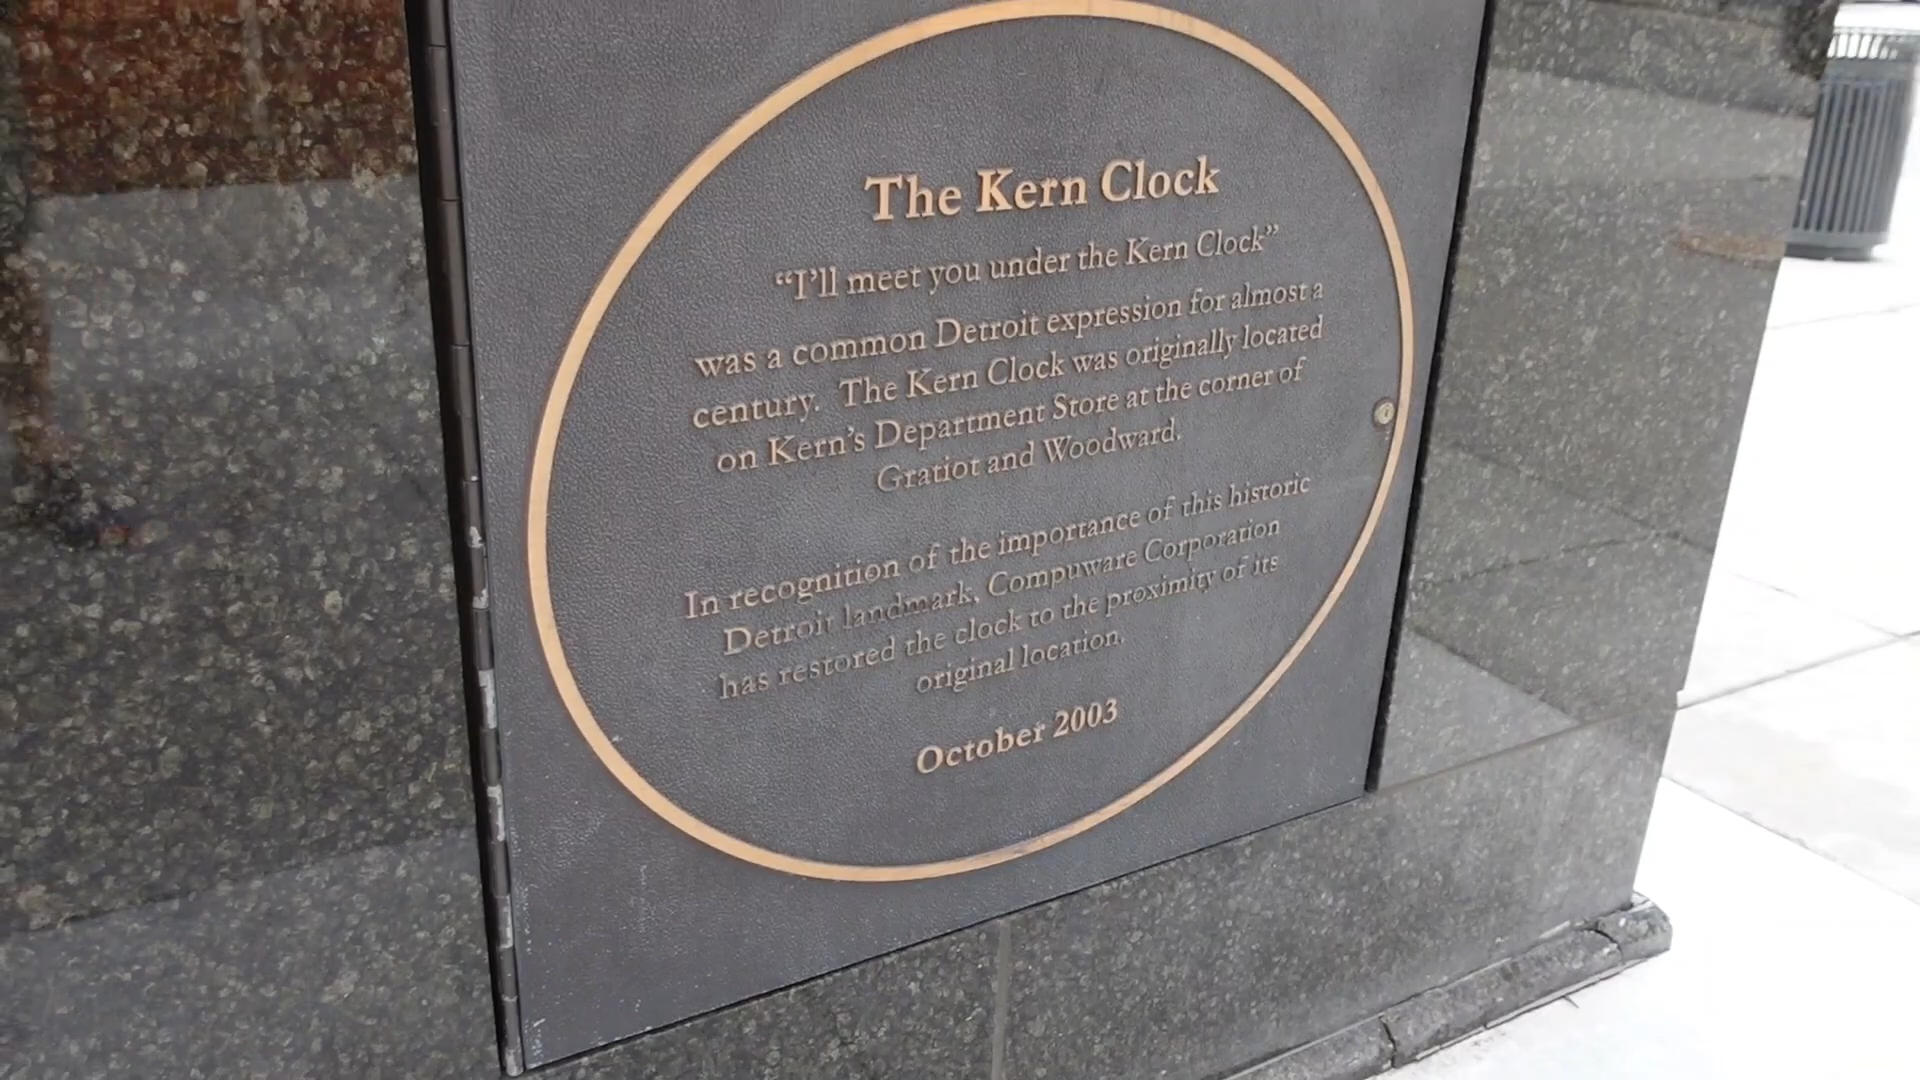 The Kern Clock
“I’ll meet you under the Kern Clock”
was a common Detroit expression for almost a
century. The Kern Clock was originally located
on Kern’s Department Store at the corner of
Gratiot and Woodward.
In recognition of the importance of this historic
Detroit landmark, Compuware Corporation
has restored the clock to the proximity of its
original location.
October 2003